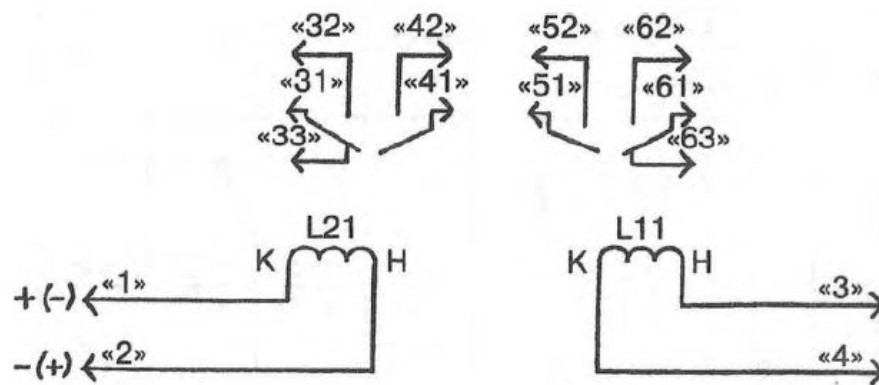 «32» «42» «52» «62»
«31» «41» «51» «61»
«33» «63»
L21 L11
К Н К Н
+ (-) «1» «3»
-(+) «2» «4»